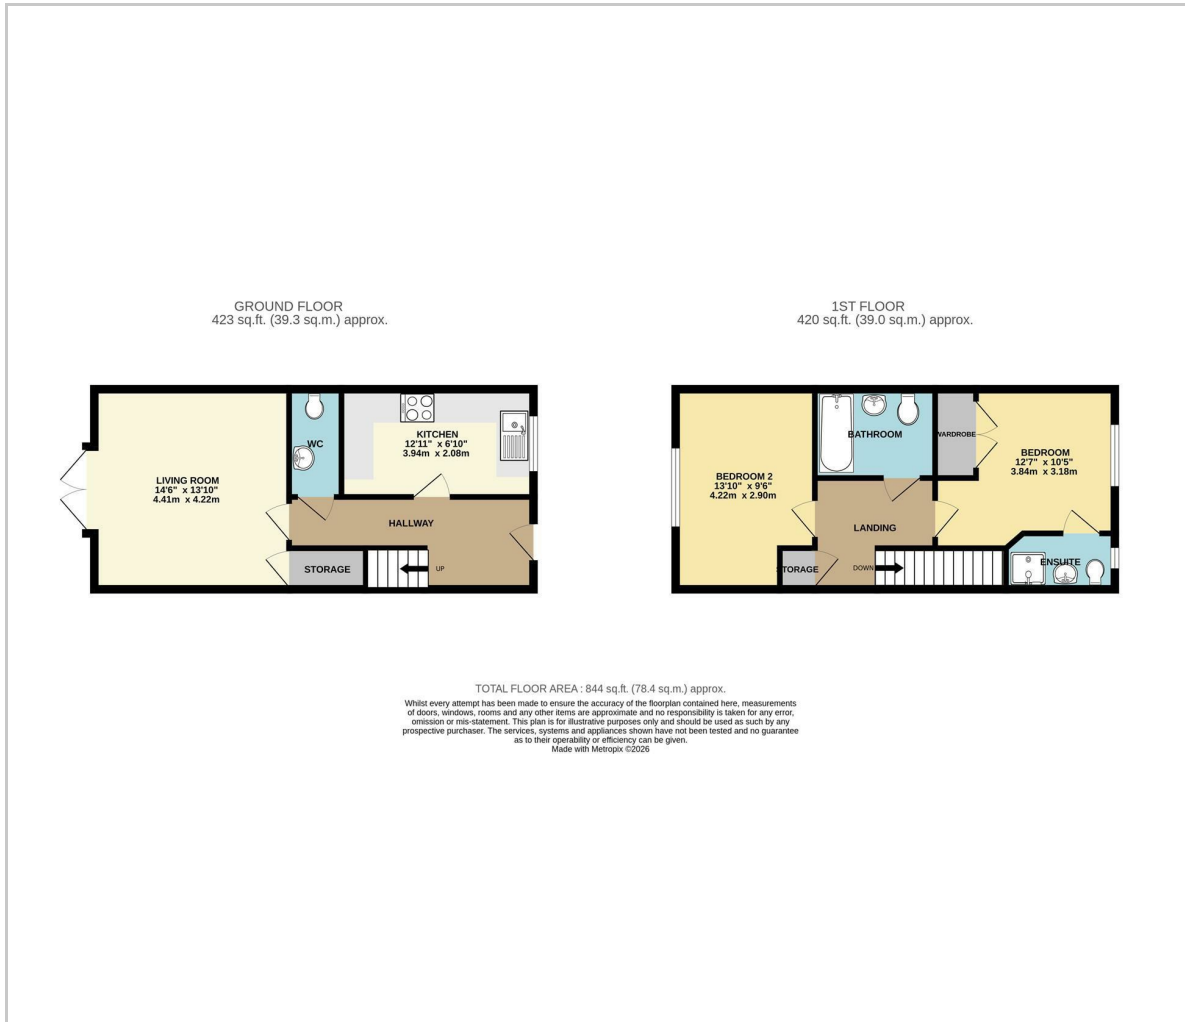 GROUND FLOOR
423 sq.ft. (39.3 sq.m.) approx.
LIVING ROOM
14'6" x 13'10"
4.41m x 4.22m
WC
KITCHEN
12'11" x 6'10"
3.94m x 2.08m
HALLWAY
STORAGE
UP
1ST FLOOR
420 sq.ft. (39.0 sq.m.) approx.
BEDROOM 2
13'10" x 9'6"
4.22m x 2.90m
BATHROOM
WARDROBE
BEDROOM
12'7" x 10'5"
3.84m x 3.18m
LANDING
STORAGE
DOWN
ENSUITE
TOTAL FLOOR AREA : 844 sq.ft. (78.4 sq.m.) approx.
Whilst every attempt has been made to ensure the accuracy of the floorplan contained here, measurements
of doors, windows, rooms and any other items are approximate and no responsibility is taken for any error,
omission or mis-statement. This plan is for illustrative purposes only and should be used as such by any
prospective purchaser. The services, systems and appliances shown have not been tested and no guarantee
as to their operability or efficiency can be given.
Made with Metropix ©2026